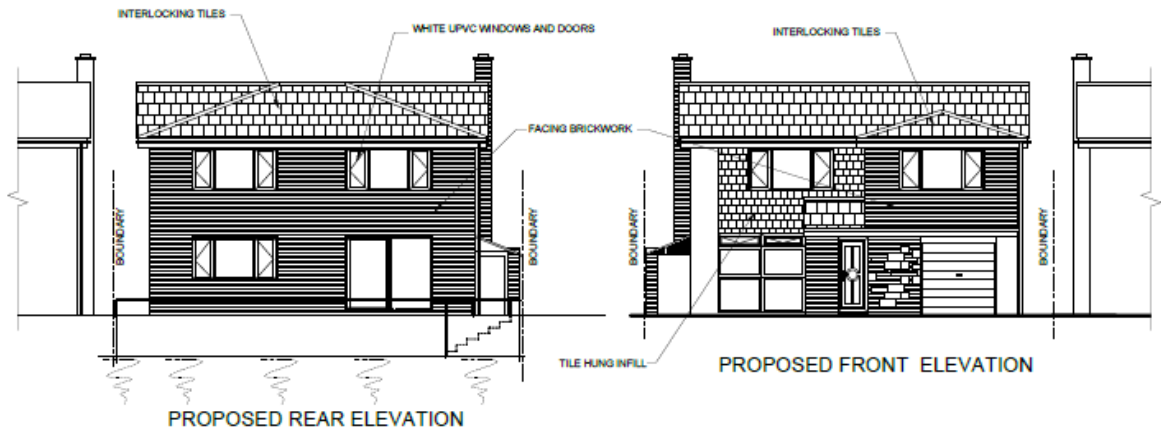 INTERLOCKING TILES
WHITE UPVC WINDOWS AND DOORS
INTERLOCKING TILES
FACING BRICKWORK
BOUNDARY
BOUNDARY
BOUNDARY
BOUNDARY
TILE HUNG INFILL
PROPOSED FRONT ELEVATION
PROPOSED REAR ELEVATION